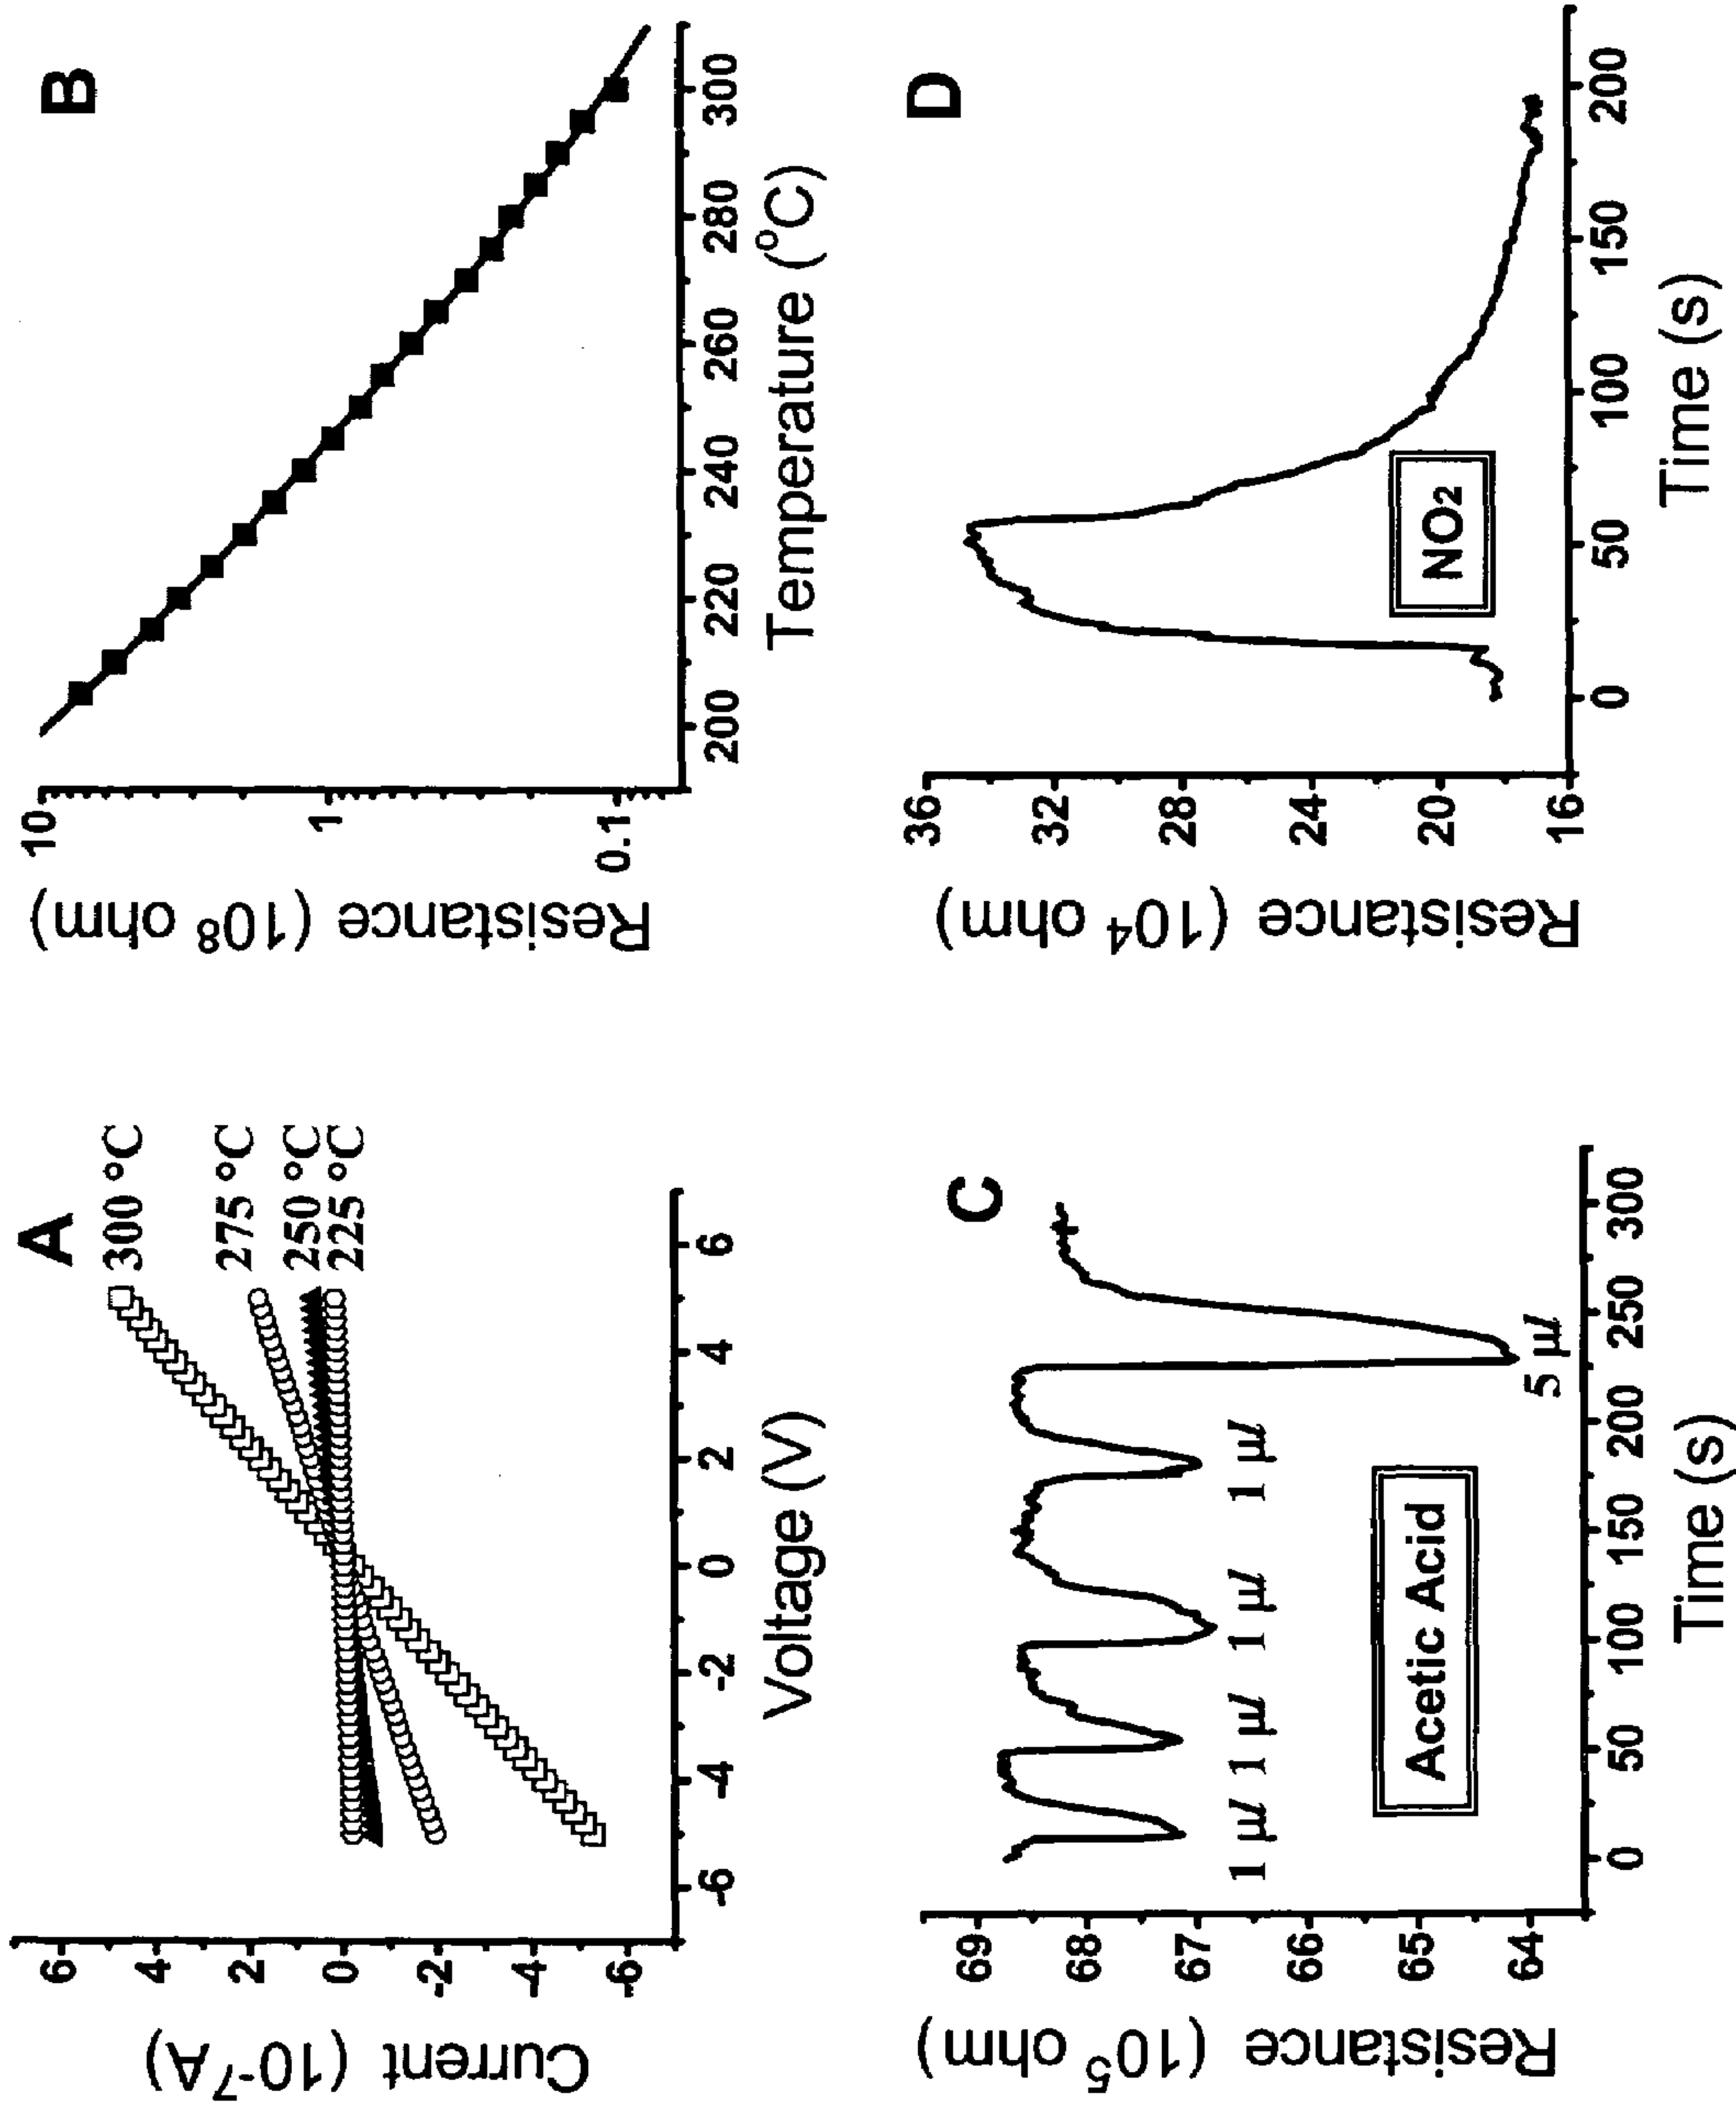 A
300 °C
275 °C
250 °C
225 °C
6
4
2
0
-2
-4
-6
Current (10-7A)
-6
-4
-2
0
2
4
6
Voltage (V)
B
10
1
0.1
Resistance (10⁸ ohm)
200
220
240
260
280
300
Temperature (°C)
C
69
68
67
66
65
64
Resistance (10⁵ ohm)
1 µl 1 µl 1 µl 1 µl
5 µl
Acetic Acid
0
50
100
150
200
250
300
Time (s)
D
36
32
28
24
20
16
Resistance (10⁴ ohm)
NO₂
0
50
100
150
200
Time (s)